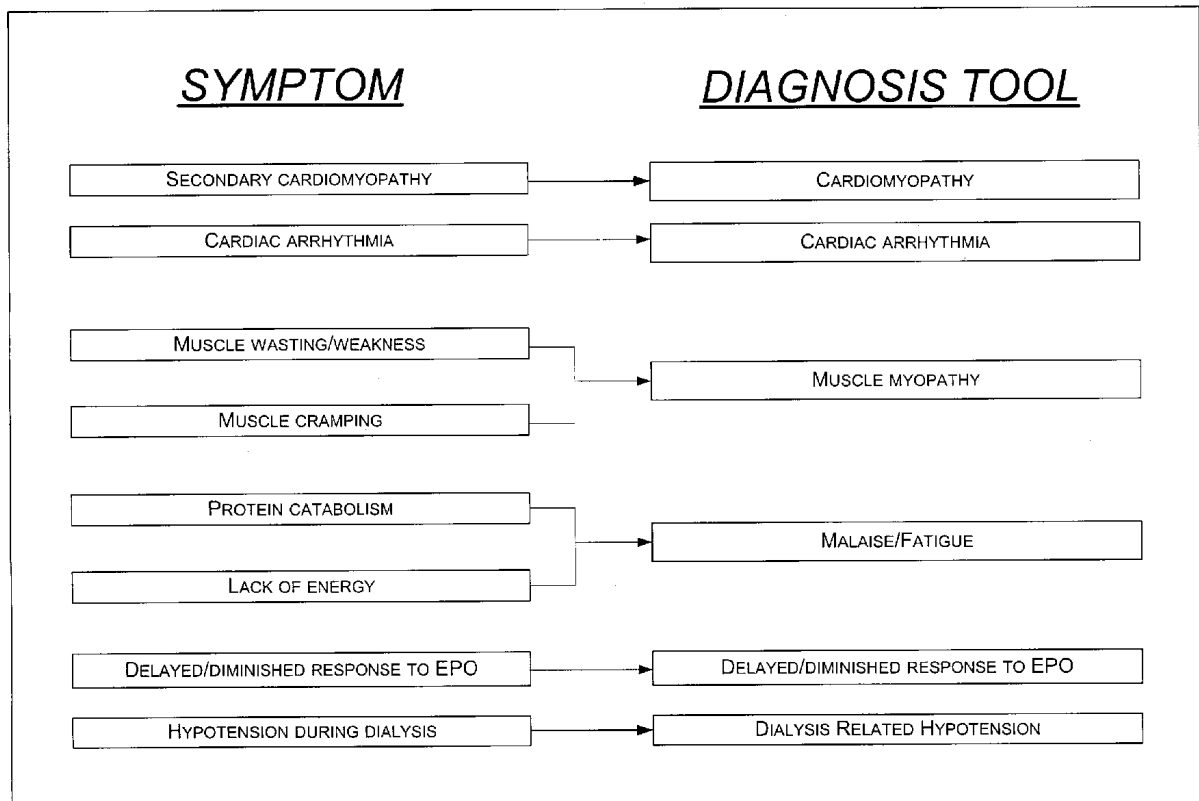 SYMPTOM DIAGNOSIS TOOL
SECONDARY CARDIOMYOPATHY CARDIOMYOPATHY
CARDIAC ARRHYTHMIA CARDIAC ARRHYTHMIA
MUSCLE WASTING/WEAKNESS
MUSCLE MYOPATHY
MUSCLE CRAMPING
PROTEIN CATABOLISM
MALAISE/FATIGUE
LACK OF ENERGY
DELAYED/DIMINISHED RESPONSE TO EPO DELAYED/DIMINISHED RESPONSE TO EPO
HYPOTENSION DURING DIALYSIS DIALYSIS RELATED HYPOTENSION